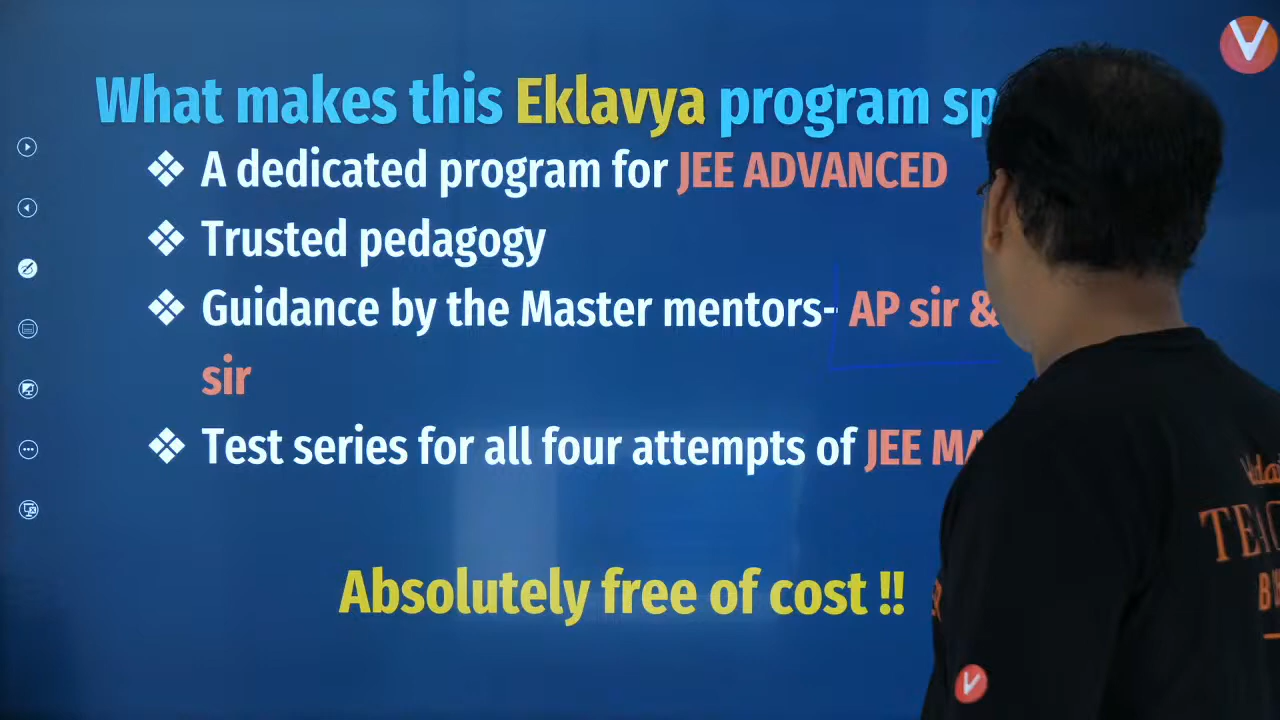 What makes this Eklavya program sp
❖ A dedicated program for JEE ADVANCED
❖ Trusted pedagogy
❖ Guidance by the Master mentors- AP sir &
sir
❖ Test series for all four attempts of JEE MA
Absolutely free of cost !!
TEAC
B